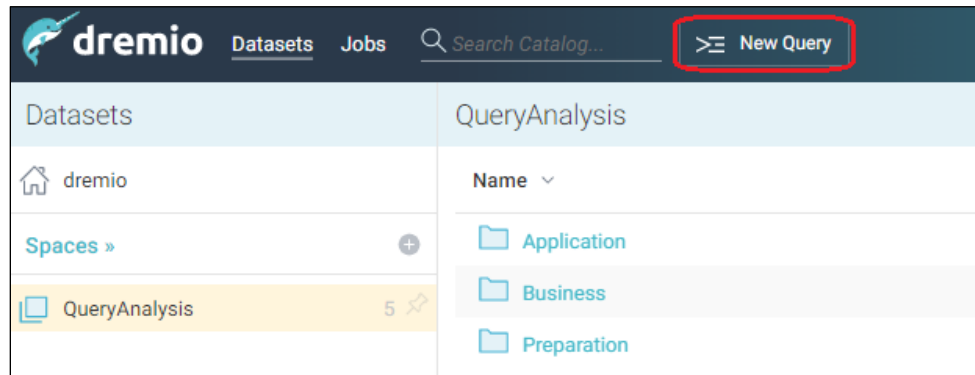 dremio Datasets Jobs Search Catalog... New Query
Datasets
QueryAnalysis
dremio
Name
Spaces »
Application
Business
QueryAnalysis 5
Preparation